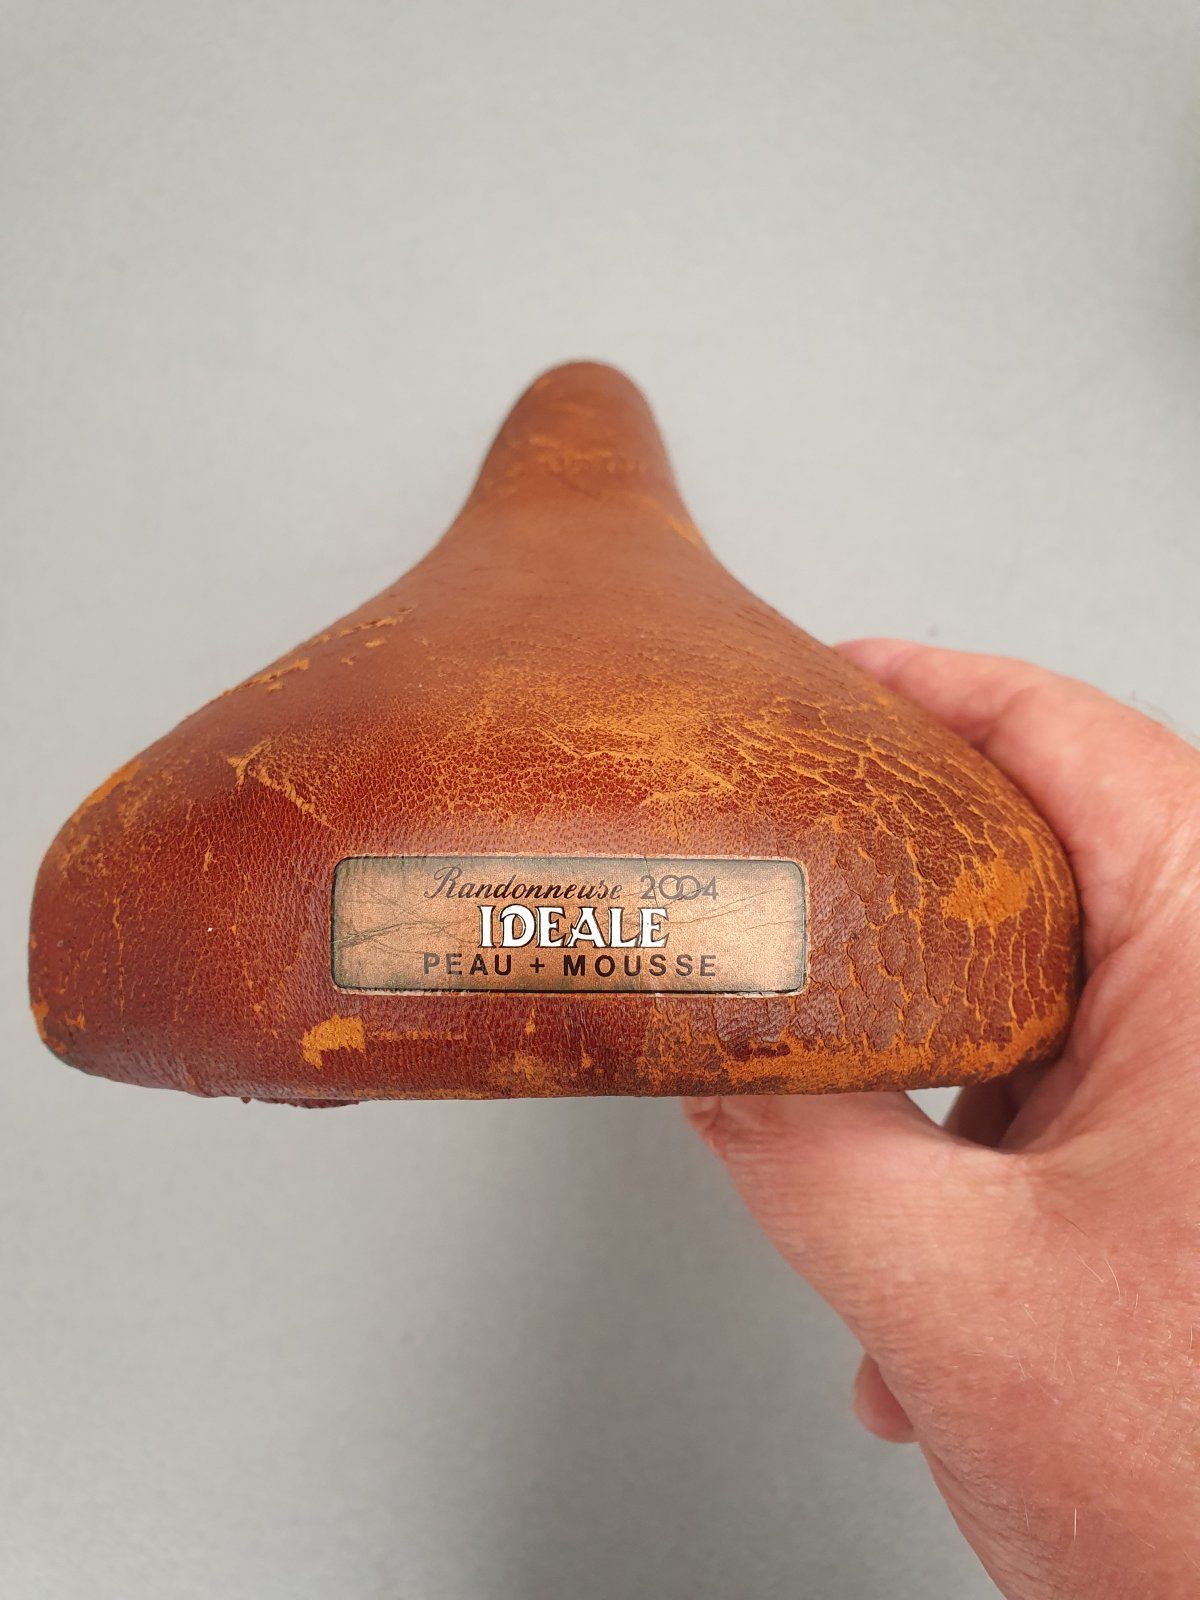 Randonneuse 2004
IDEALE
PEAU + MOUSSE